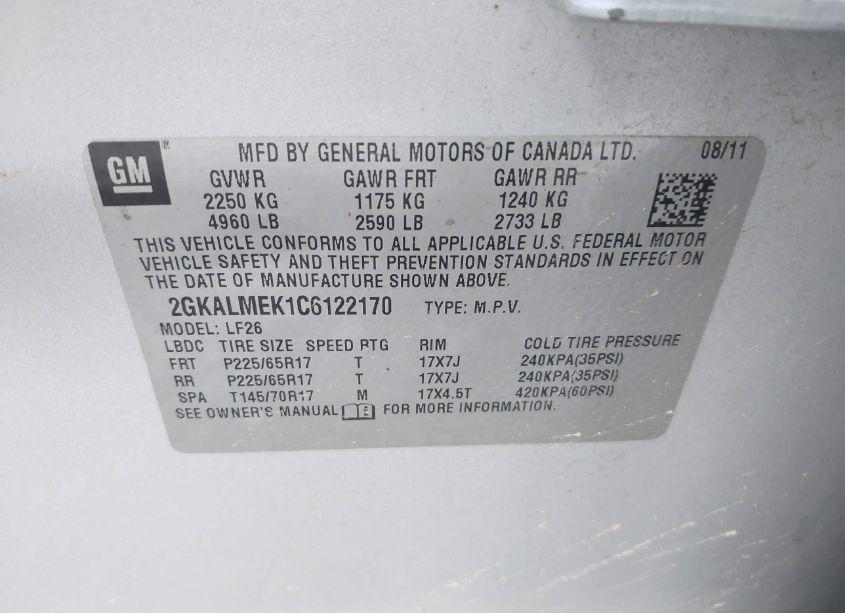 GM ® MFD BY GENERAL MOTORS OF CANADA LTD. 08/11
GVWR GAWR FRT GAWR RR
2250 KG 1175 KG 1240 KG
4960 LB 2590 LB 2733 LB
THIS VEHICLE CONFORMS TO ALL APPLICABLE U.S. FEDERAL MOTOR
VEHICLE SAFETY AND THEFT PREVENTION STANDARDS IN EFFECT ON
THE DATE OF MANUFACTURE SHOWN ABOVE.
2GKALMEK1C6122170 TYPE: M.P.V.
MODEL: LF26
LBDC TIRE SIZE SPEED RTG RIM COLD TIRE PRESSURE
FRT P225/65R17 T 17X7J 240KPA(35PSI)
RR P225/65R17 T 17X7J 240KPA(35PSI)
SPA T145/70R17 M 17X4.5T 420KPA(60PSI)
SEE OWNER'S MANUAL FOR MORE INFORMATION.